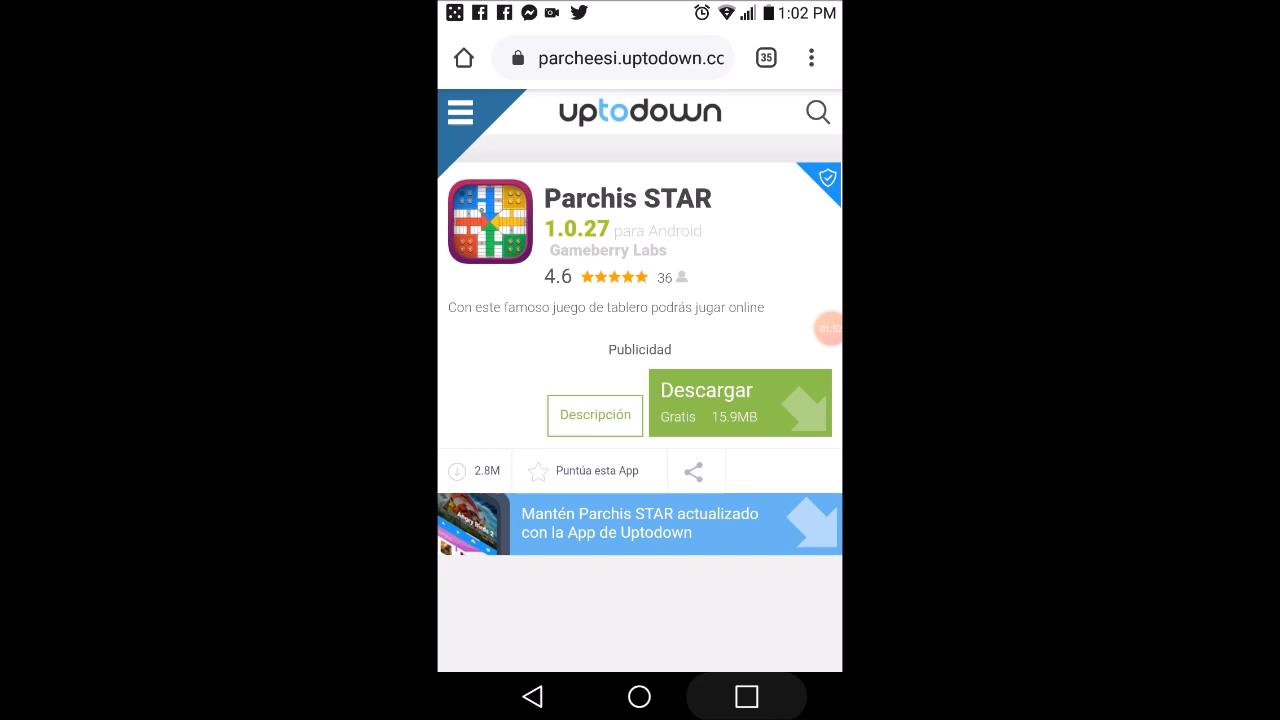 1:02 PM
parcheesi.uptodown.cc
35
uptodown
Parchis STAR
1.0.27 para Android
Gameberry Labs
4.6 36
Con este famoso juego de tablero podrás jugar online
01:52
Publicidad
Descripción
Descargar
Gratis 15.9MB
2.8M
Puntúa esta App
Mantén Parchis STAR actualizado
con la App de Uptodown